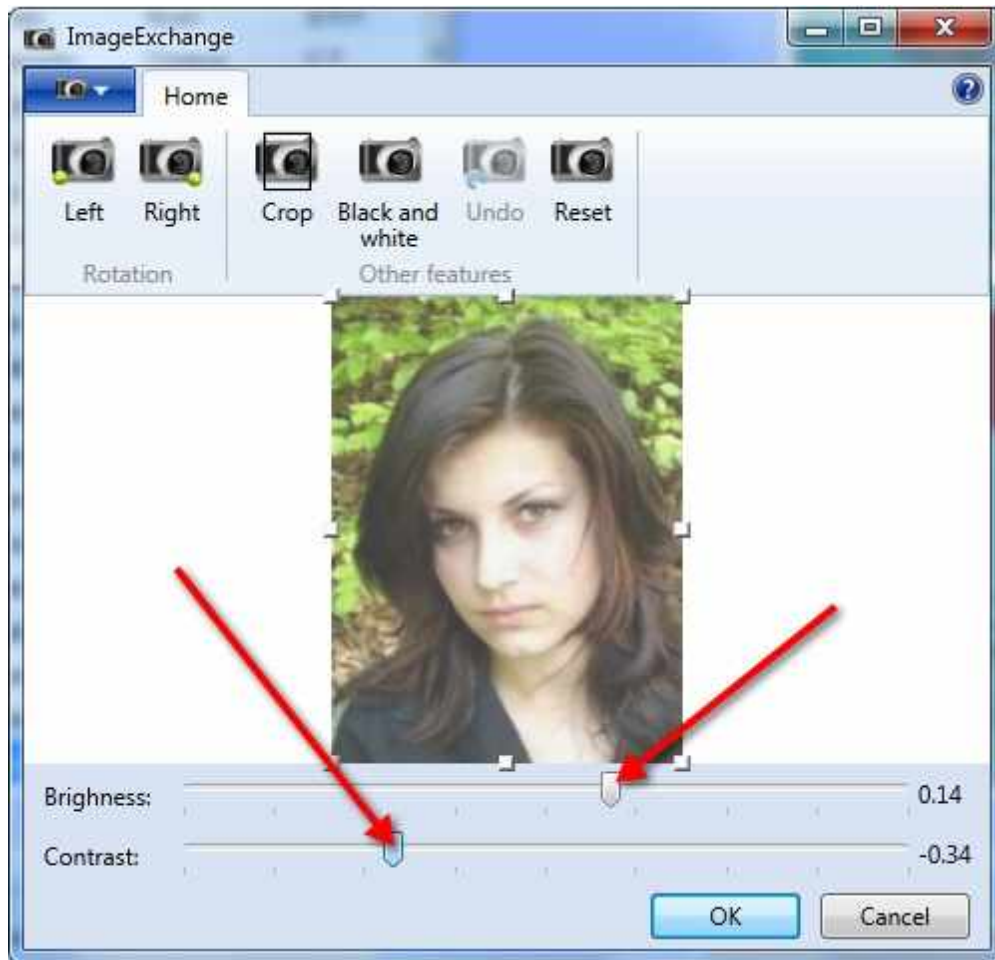 ImageExchange
Home
Left
Right
Crop
Black and
white
Undo
Reset
Rotation
Other features
Brighness:
0.14
Contrast:
-0.34
OK
Cancel